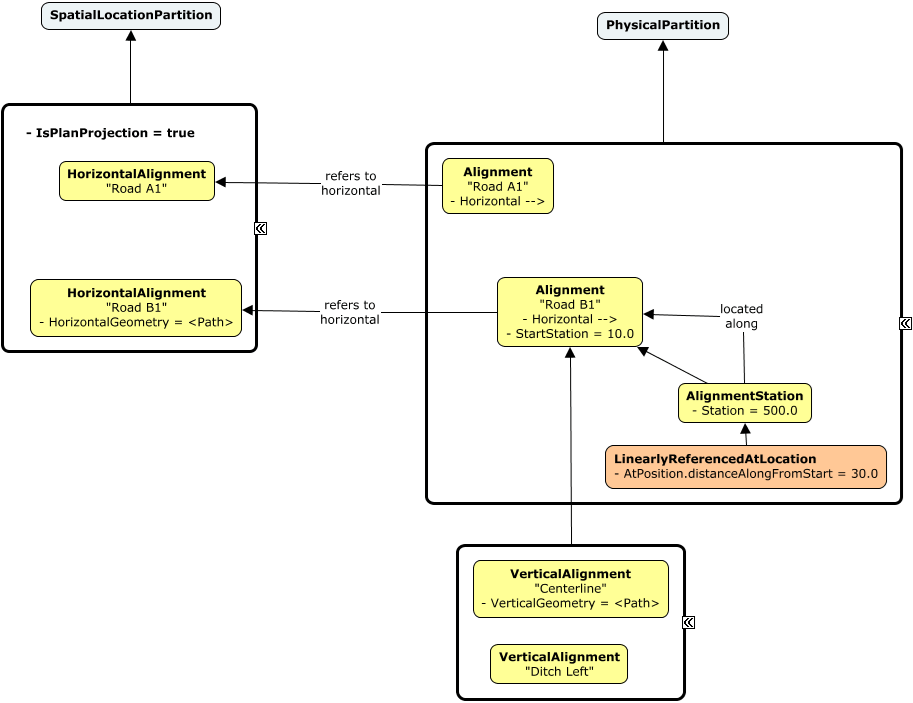 SpatialLocationPartition
PhysicalPartition
- IsPlanProjection = true
HorizontalAlignment
"Road A1"
refers to
horizontal
Alignment
"Road A1"
- Horizontal -->
HorizontalAlignment
"Road B1"
- HorizontalGeometry = <Path>
refers to
horizontal
Alignment
"Road B1"
- Horizontal -->
- StartStation = 10.0
located
along
AlignmentStation
- Station = 500.0
LinearlyReferencedAtLocation
- AtPosition.distanceAlongFromStart = 30.0
VerticalAlignment
"Centerline"
- VerticalGeometry = <Path>
VerticalAlignment
"Ditch Left"